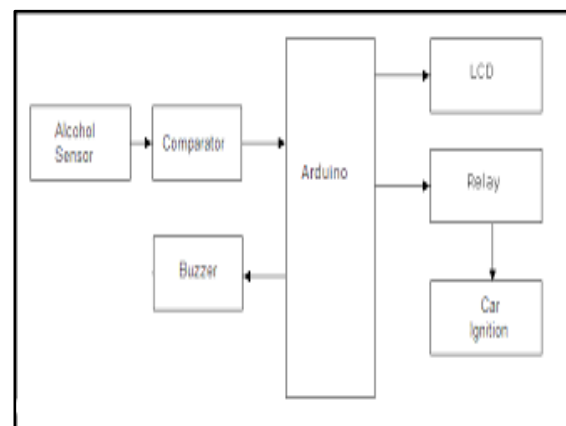 LCD
Alcohol
Sensor
Comparator
Arduino
Relay
Buzzer
Car
Ignition